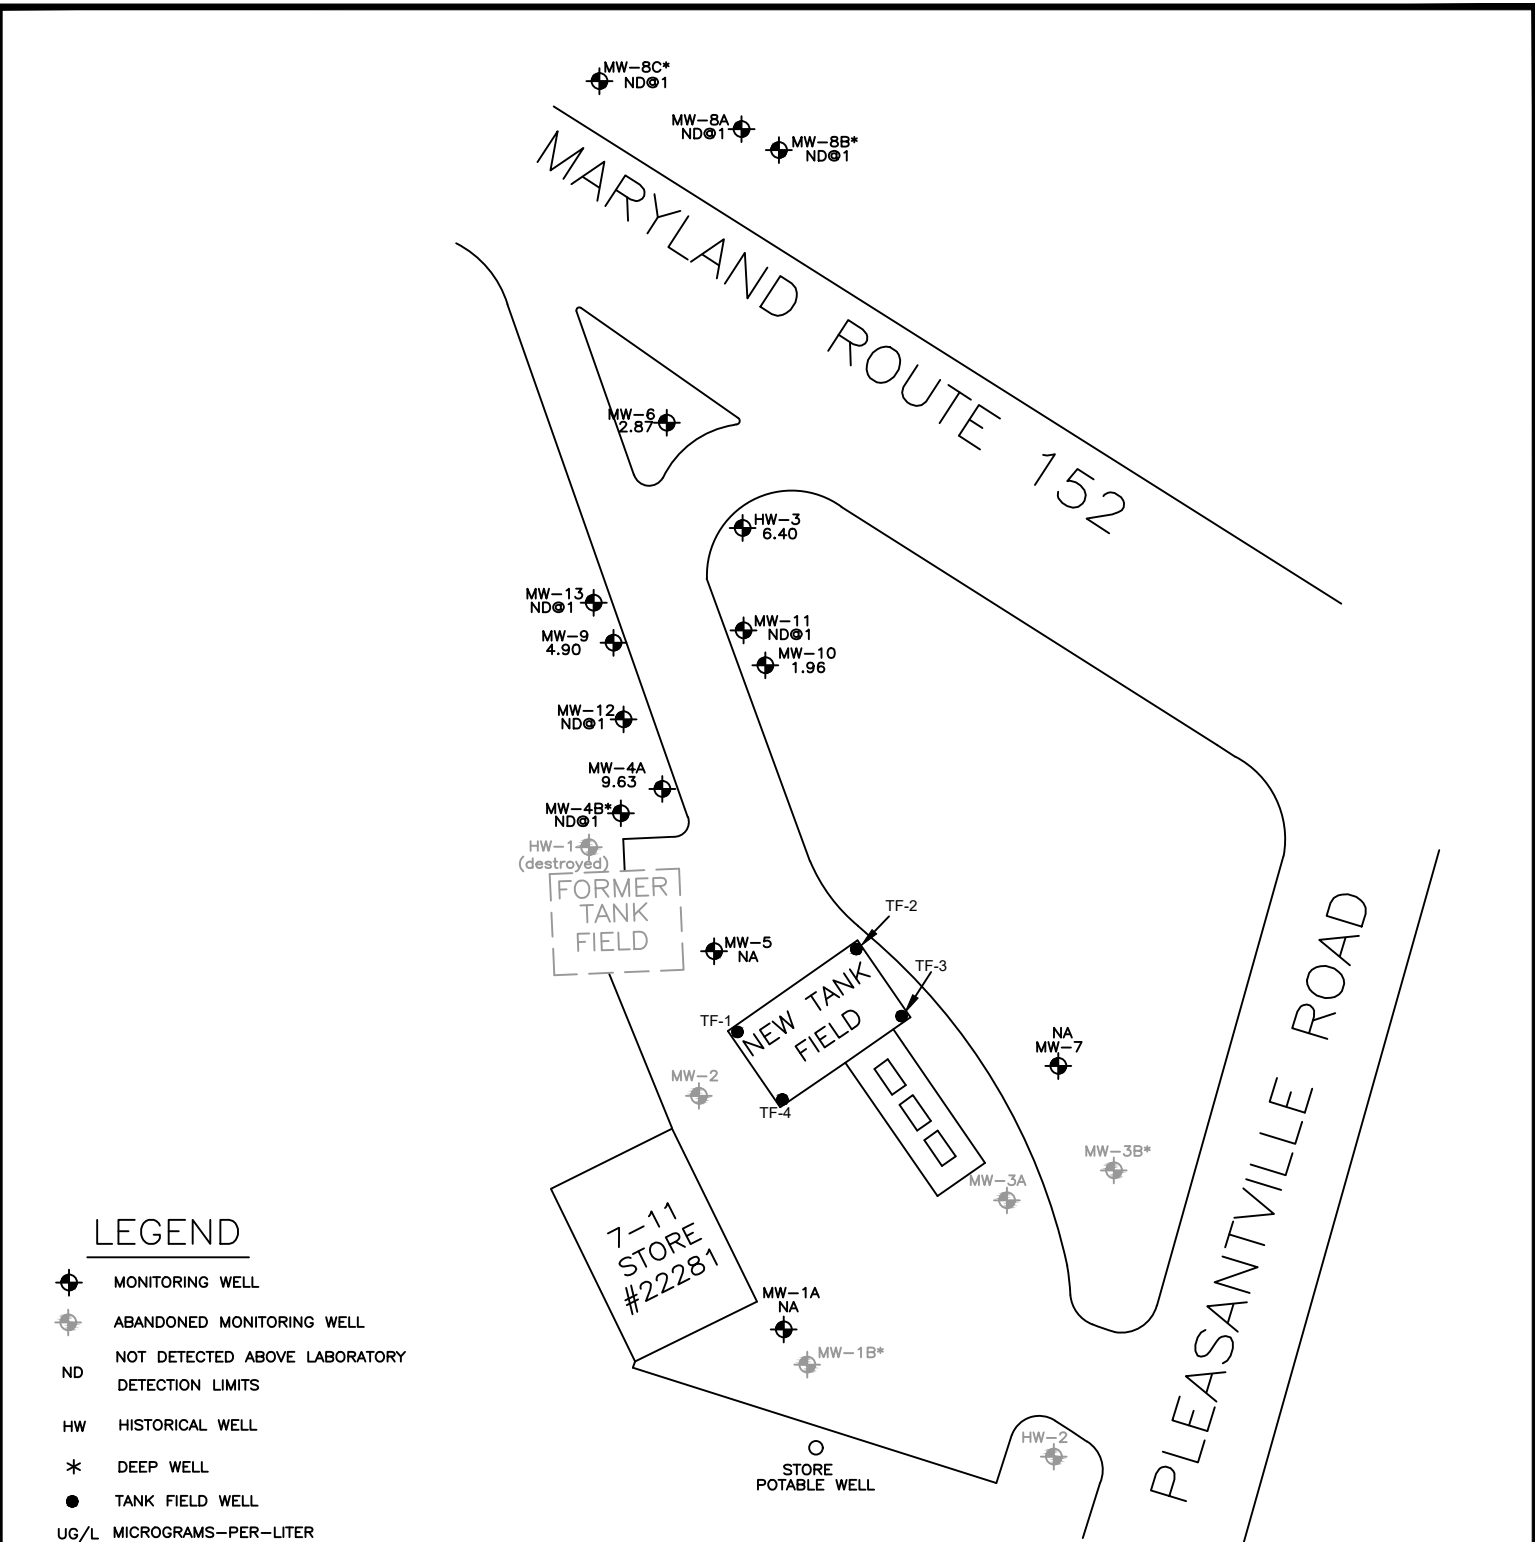 MW-8C*
ND@1
MW-8A
ND@1
MW-8B*
ND@1
MARYLAND ROUTE 152
MW-6
2.87
HW-3
6.40
MW-13
ND@1
MW-9
4.90
MW-11
ND@1
MW-10
1.96
MW-12
ND@1
MW-4A
9.63
MW-4B*
ND@1
HW-1
(destroyed)
FORMER
TANK
FIELD
MW-5
NA
TF-2
TF-3
TF-1
NEW TANK
FIELD
TF-4
NA
MW-7
MW-2
MW-3B*
MW-3A
PLEASANTVILLE ROAD
7-11
STORE
#22281
MW-1A
NA
MW-1B*
HW-2
STORE
POTABLE WELL
LEGEND
MONITORING WELL
ABANDONED MONITORING WELL
ND NOT DETECTED ABOVE LABORATORY
DETECTION LIMITS
HW HISTORICAL WELL
* DEEP WELL
TANK FIELD WELL
UG/L MICROGRAMS-PER-LITER